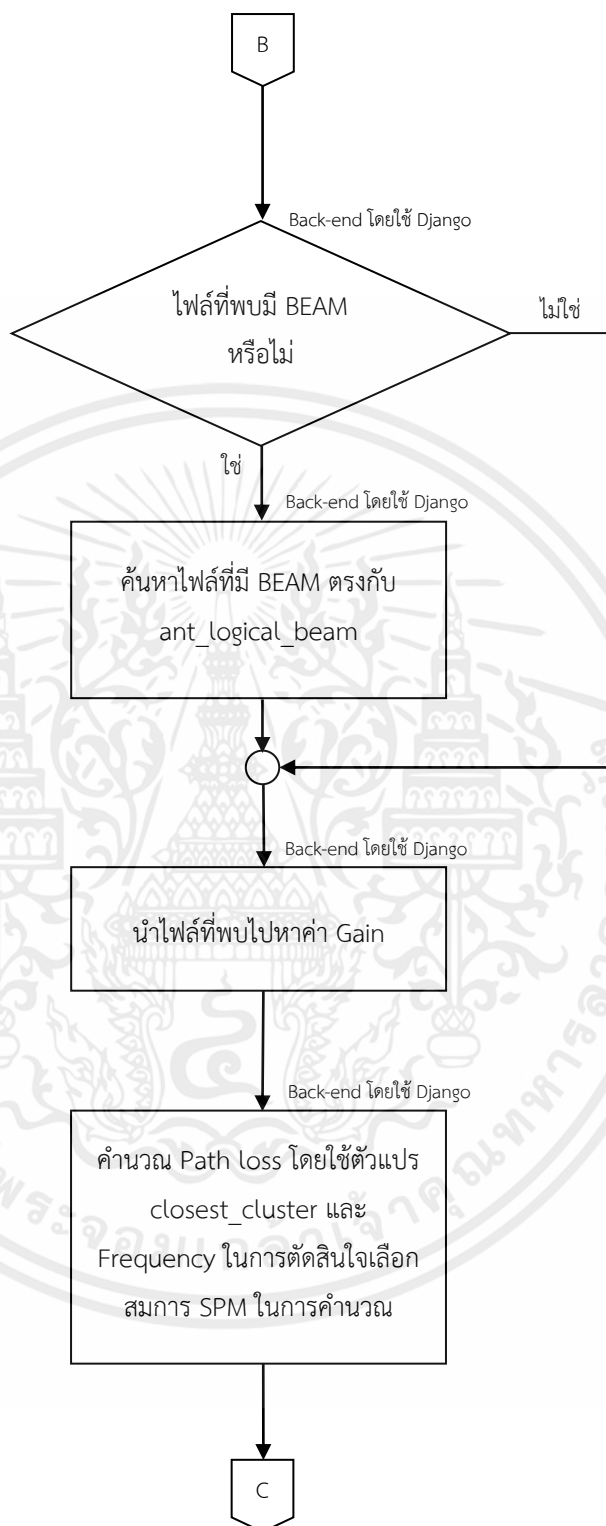 B
Back-end โดยใช้ Django
ไฟล์ที่พบมี BEAM
หรือไม่
ไม่ใช่
ใช่
Back-end โดยใช้ Django
ค้นหาไฟล์ที่มี BEAM ตรงกับ
ant_logical_beam
Back-end โดยใช้ Django
นำไฟล์ที่พบไปหาค่า Gain
Back-end โดยใช้ Django
คำนวณ Path loss โดยใช้ตัวแปร
closest_cluster และ
Frequency ในการตัดสินใจเลือก
สมการ SPM ในการคำนวณ
C